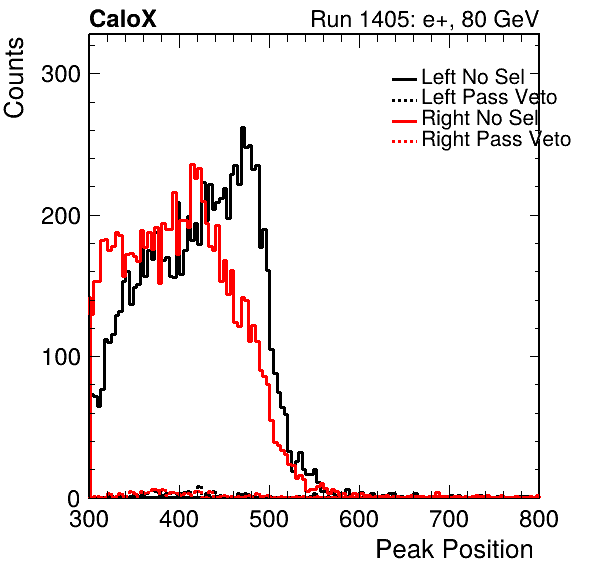 CaloX Run 1405: e+, 80 GeV
Counts
300
200
100
0
Left No Sel
Left Pass Veto
Right No Sel
Right Pass Veto
300 400 500 600 700 800
Peak Position